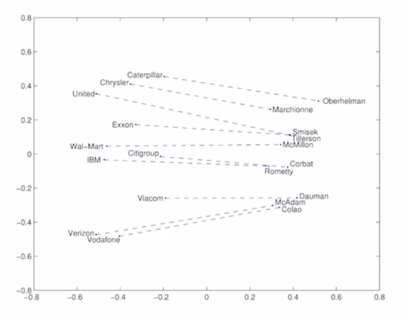 0.8
0.6
0.4
0.2
0
−0.2
−0.4
−0.6
−0.8
Caterpillar
Chrysler
Oberhelman
United
Marchionne
Exxon
Smisek
Tillerson
Wal−Mart
McMillon
Citigroup
IBM
Corbat
Rometty
Viacom
Dauman
McAdam
Colao
Verizon
Vodafone
−0.8 −0.6 −0.4 −0.2 0 0.2 0.4 0.6 0.8